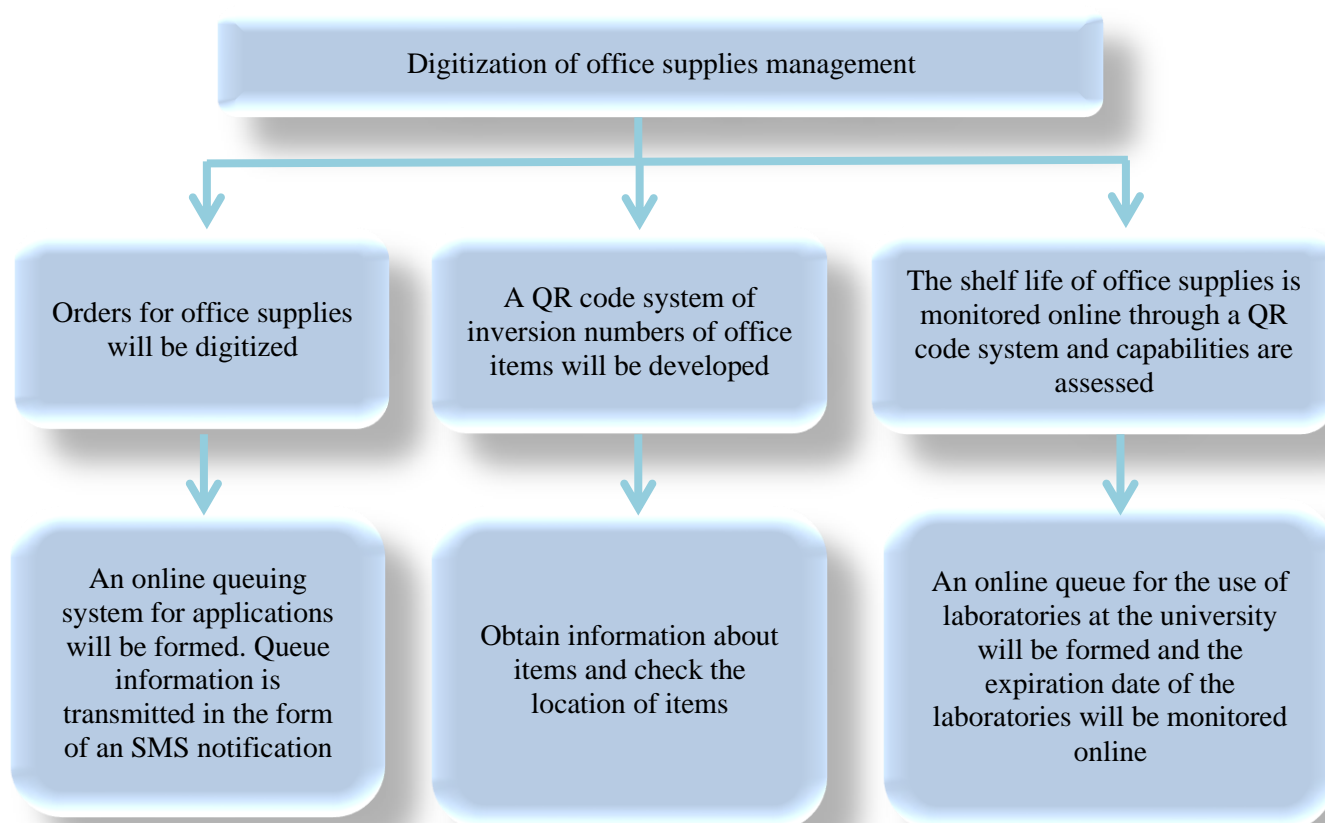 Digitization of office supplies management
Orders for office supplies
will be digitized
A QR code system of
inversion numbers of office
items will be developed
The shelf life of office supplies is
monitored online through a QR
code system and capabilities are
assessed
An online queuing
system for applications
will be formed. Queue
information is
transmitted in the form
of an SMS notification
Obtain information about
items and check the
location of items
An online queue for the use of
laboratories at the university
will be formed and the
expiration date of the
laboratories will be monitored
online